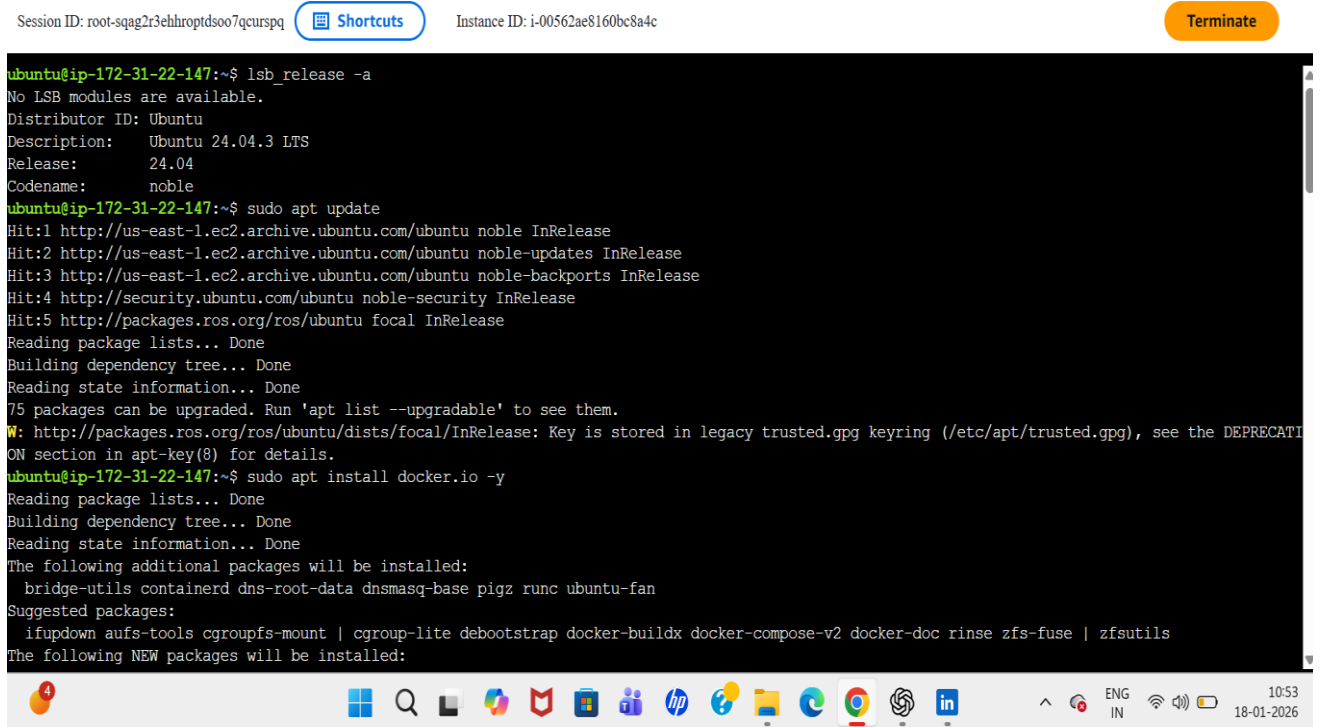 Session ID: root-sqag2r3ehhroptdsoo7qcurspq
Shortcuts
Instance ID: i-00562ae8160bc8a4c
Terminate
ubuntu@ip-172-31-22-147:~$ lsb_release -a
No LSB modules are available.
Distributor ID: Ubuntu
Description:    Ubuntu 24.04.3 LTS
Release:        24.04
Codename:       noble
ubuntu@ip-172-31-22-147:~$ sudo apt update
Hit:1 http://us-east-1.ec2.archive.ubuntu.com/ubuntu noble InRelease
Hit:2 http://us-east-1.ec2.archive.ubuntu.com/ubuntu noble-updates InRelease
Hit:3 http://us-east-1.ec2.archive.ubuntu.com/ubuntu noble-backports InRelease
Hit:4 http://security.ubuntu.com/ubuntu noble-security InRelease
Hit:5 http://packages.ros.org/ros/ubuntu focal InRelease
Reading package lists... Done
Building dependency tree... Done
Reading state information... Done
75 packages can be upgraded. Run 'apt list --upgradable' to see them.
W: http://packages.ros.org/ros/ubuntu/dists/focal/InRelease: Key is stored in legacy trusted.gpg keyring (/etc/apt/trusted.gpg), see the DEPRECATI
ON section in apt-key(8) for details.
ubuntu@ip-172-31-22-147:~$ sudo apt install docker.io -y
Reading package lists... Done
Building dependency tree... Done
Reading state information... Done
The following additional packages will be installed:
  bridge-utils containerd dns-root-data dnsmasq-base pigz runc ubuntu-fan
Suggested packages:
  ifupdown aufs-tools cgroupfs-mount | cgroup-lite debootstrap docker-buildx docker-compose-v2 docker-doc rinse zfs-fuse | zfsutils
The following NEW packages will be installed:
4
hp
?
in
ENG
IN
10:53
18-01-2026